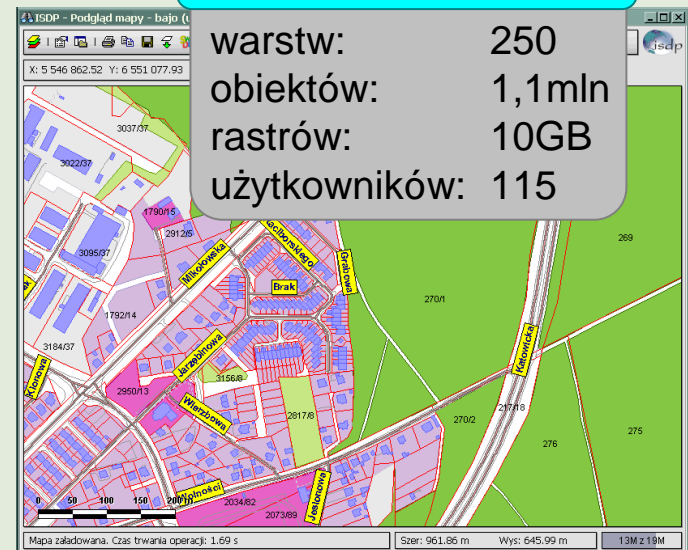 ISDP - Podgląd mapy - bajo (u
warstw: 250
obiektów: 1,1mln
rastrów: 10GB
użytkowników: 115
isdp
X: 5 546 862.52 Y: 6 551 077.93
3037/37
3022/37
1790/15
2912/5
3095/37
Mikołowska
Raciborskiego
Grabowa
Brak
269
270/1
1792/14
3184/37
Klonowa
Jarzębinowa
Katowicka
2950/13
3156/8
Wierzbowa
2817/8
270/2
217/18
276
275
Wolności
2034/82
2073/89
Jesionowa
0 50 100 150 200 m
Mapa załadowana. Czas trwania operacji: 1.69 s
Szer: 961.86 m Wys: 645.99 m
13M z 19M